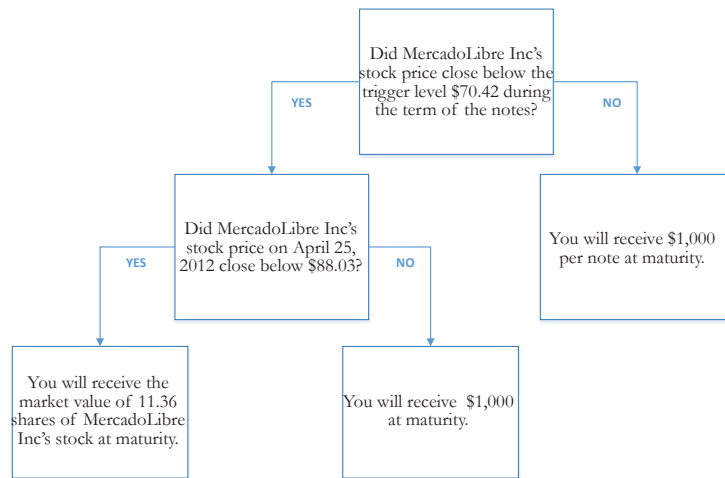 Did MercadoLibre Inc's
stock price close below the
trigger level $70.42 during
the term of the notes?
YES
NO
Did MercadoLibre Inc's
stock price on April 25,
2012 close below $88.03?
You will receive $1,000
per note at maturity.
YES
NO
You will receive the
market value of 11.36
shares of MercadoLibre
Inc's stock at maturity.
You will receive $1,000
at maturity.